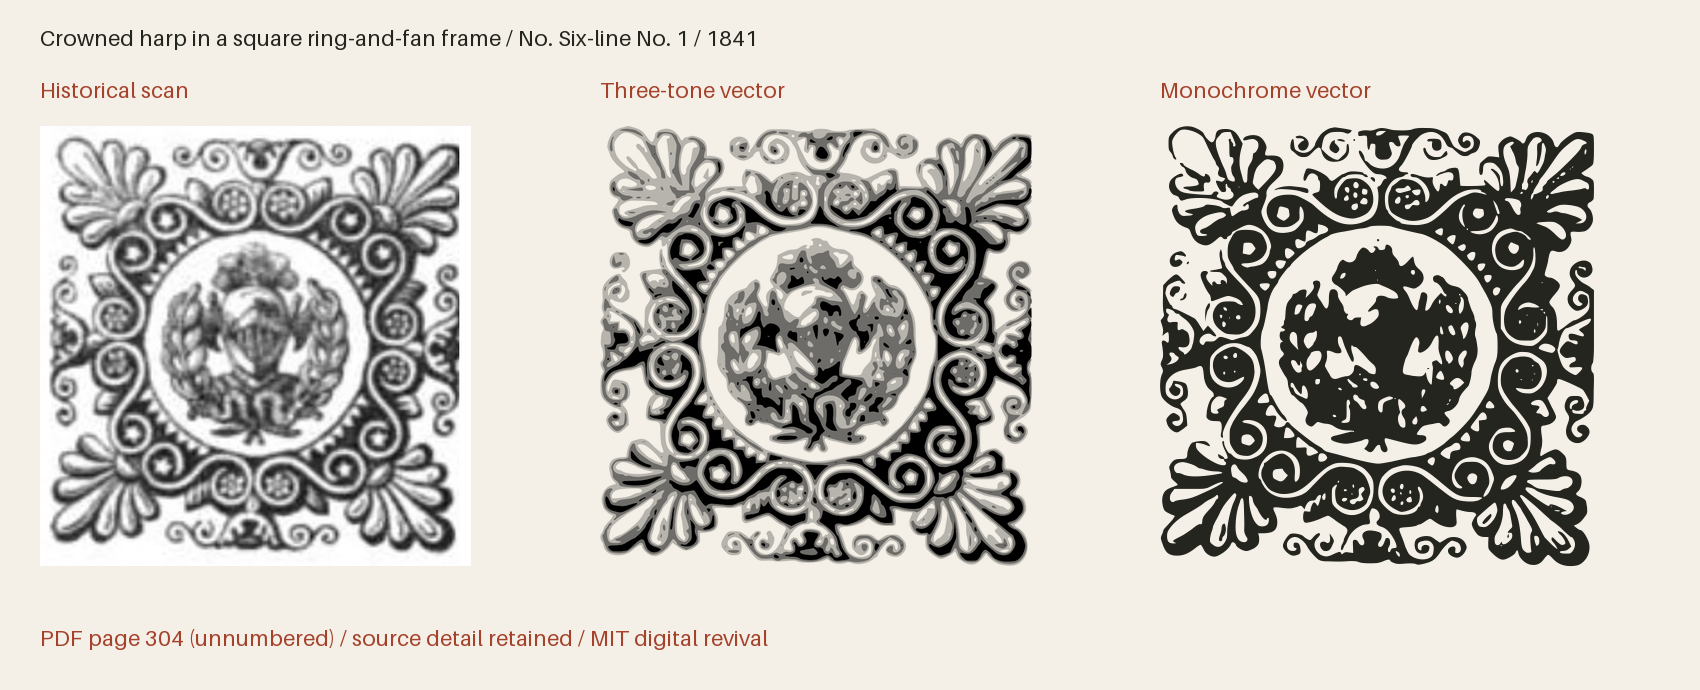 Crowned harp in a square ring-and-fan frame / No. Six-line No. 1 / 1841
Historical scan
Three-tone vector
Monochrome vector
PDF page 304 (unnumbered) / source detail retained / MIT digital revival